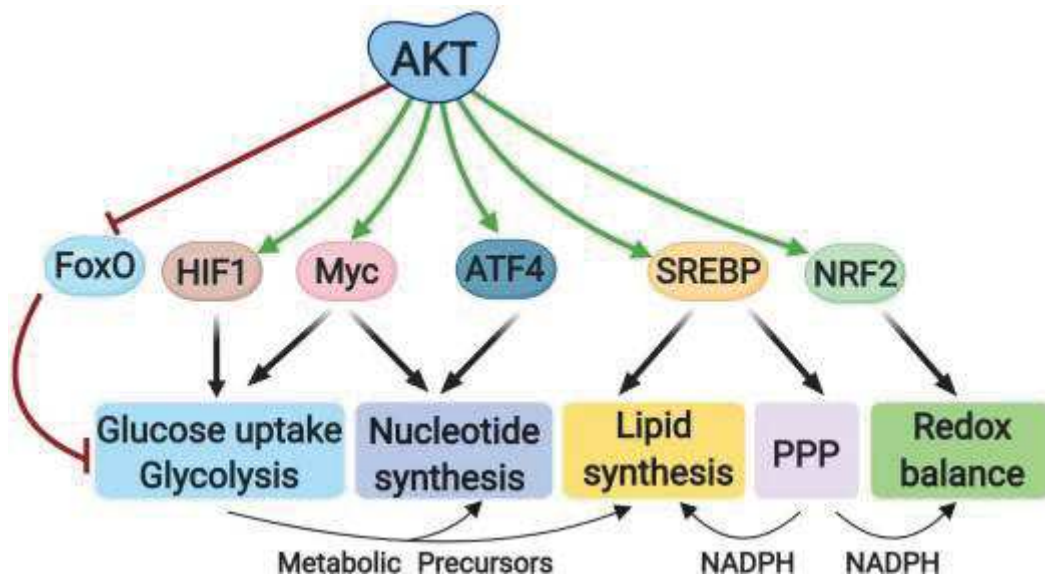 AKT
FoxO
HIF1
Myc
ATF4
SREBP
NRF2
Glucose uptake
Glycolysis
Nucleotide
synthesis
Lipid
synthesis
PPP
Redox
balance
Metabolic Precursors
NADPH
NADPH